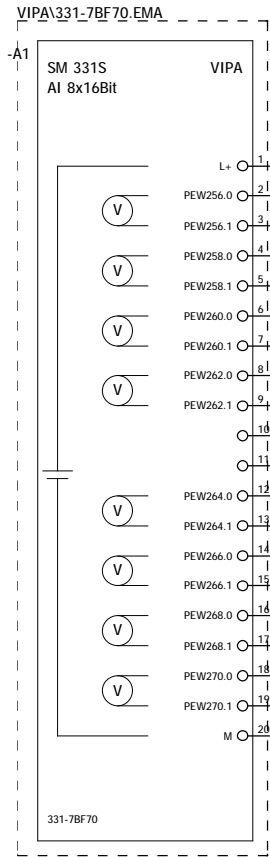 VIPA\331-7BF70.EMA
-A1
SM 331S VIPA
AI 8x16Bit
L+ 1
PEW256.0 2
V
PEW256.1 3
PEW258.0 4
V
PEW258.1 5
PEW260.0 6
V
PEW260.1 7
PEW262.0 8
V
PEW262.1 9
10
11
PEW264.0 12
V
PEW264.1 13
PEW266.0 14
V
PEW266.1 15
PEW268.0 16
V
PEW268.1 17
PEW270.0 18
V
PEW270.1 19
M 20
331-7BF70